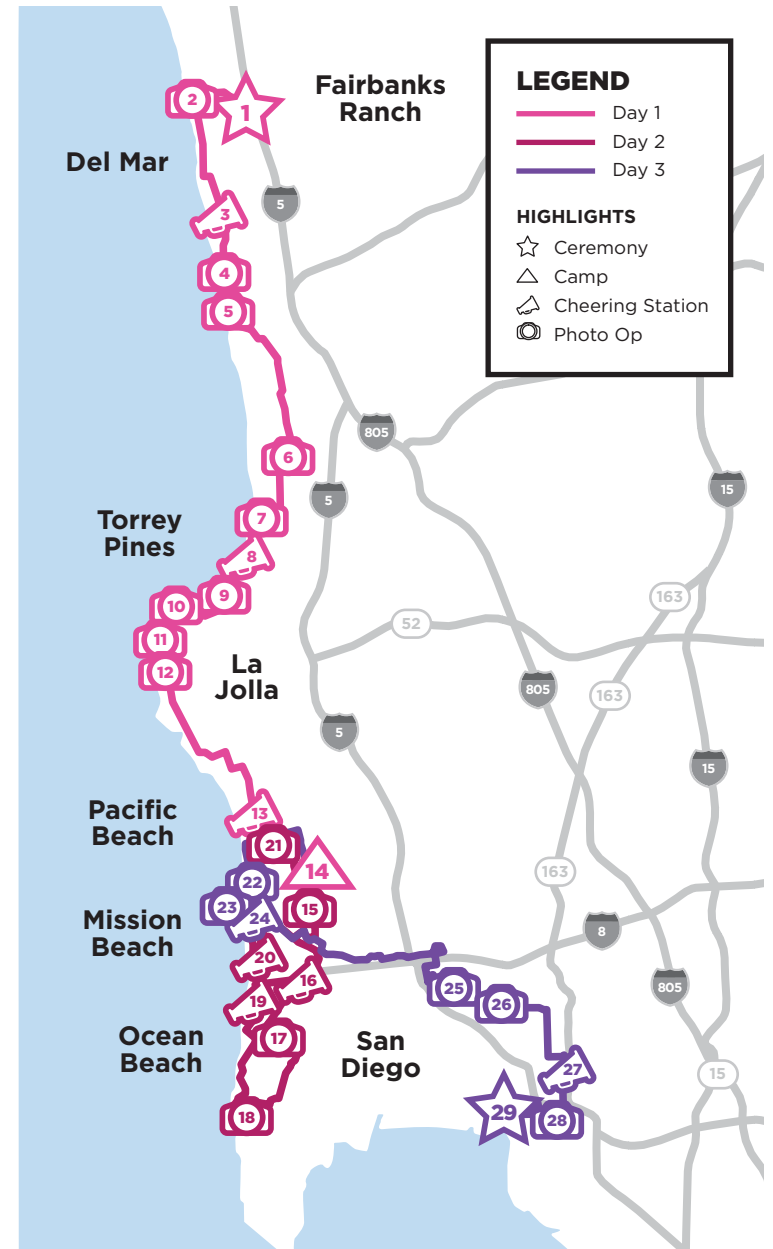 Fairbanks
Ranch
Del Mar
Torrey
Pines
La
Jolla
Pacific
Beach
Mission
Beach
Ocean
Beach
San
Diego
LEGEND
Day 1
Day 2
Day 3
HIGHLIGHTS
Ceremony
Camp
Cheering Station
Photo Op
1
2
3
4
5
6
7
8
9
10
11
12
13
14
15
16
17
18
19
20
21
22
23
24
25
26
27
28
29
5
805
5
15
163
52
805
163
5
15
163
8
805
15